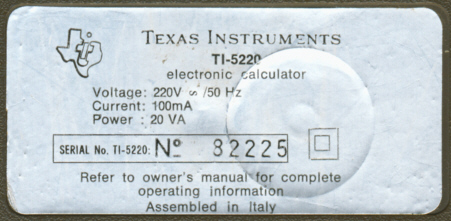 TEXAS INSTRUMENTS
TI-5220
electronic calculator
Voltage: 220V s /50 Hz
Current: 100mA
Power : 20 VA
SERIAL No. TI-5220: Nº 82225
Refer to owner's manual for complete
operating information
Assembled in Italy